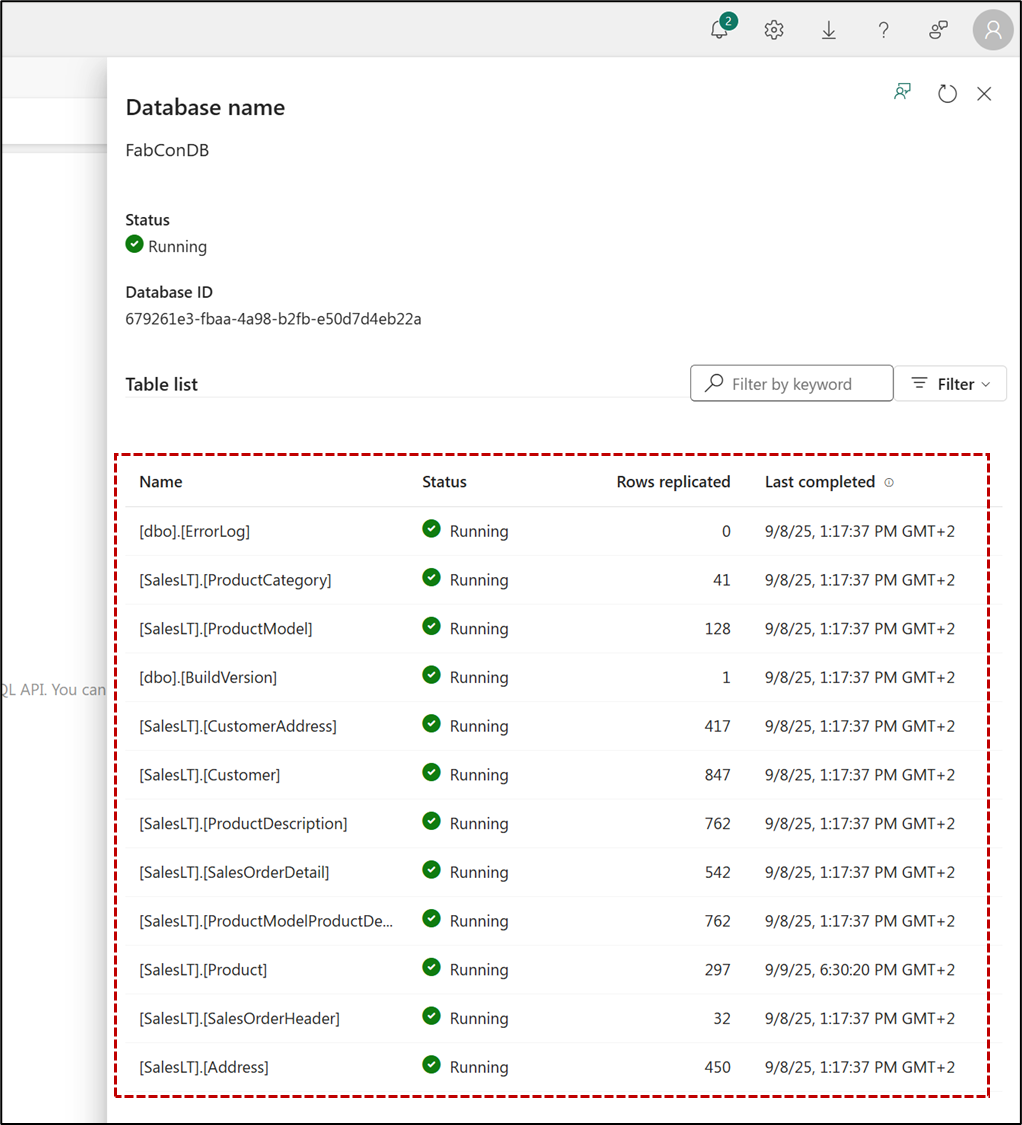 2
Database name
FabConDB
Status
Running
Database ID
679261e3-fbaa-4a98-b2fb-e50d7d4eb22a
Table list
Filter by keyword
Filter
Name Status Rows replicated Last completed
[dbo].[ErrorLog] Running 0 9/8/25, 1:17:37 PM GMT+2
[SalesLT].[ProductCategory] Running 41 9/8/25, 1:17:37 PM GMT+2
[SalesLT].[ProductModel] Running 128 9/8/25, 1:17:37 PM GMT+2
[dbo].[BuildVersion] Running 1 9/8/25, 1:17:37 PM GMT+2
QL API. You can
[SalesLT].[CustomerAddress] Running 417 9/8/25, 1:17:37 PM GMT+2
[SalesLT].[Customer] Running 847 9/8/25, 1:17:37 PM GMT+2
[SalesLT].[ProductDescription] Running 762 9/8/25, 1:17:37 PM GMT+2
[SalesLT].[SalesOrderDetail] Running 542 9/8/25, 1:17:37 PM GMT+2
[SalesLT].[ProductModelProductDe... Running 762 9/8/25, 1:17:37 PM GMT+2
[SalesLT].[Product] Running 297 9/9/25, 6:30:20 PM GMT+2
[SalesLT].[SalesOrderHeader] Running 32 9/8/25, 1:17:37 PM GMT+2
[SalesLT].[Address] Running 450 9/8/25, 1:17:37 PM GMT+2